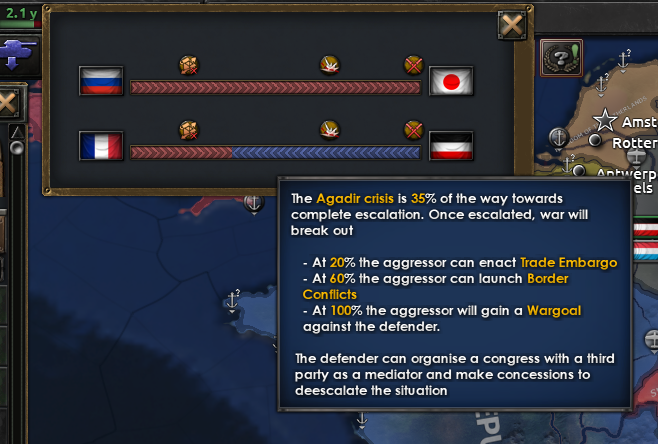 2.1 y
?
?
?
NETHERLANDS
Amst
Rotter
?
?
Antwerp
els
The Agadir crisis is 35% of the way towards
complete escalation. Once escalated, war will
break out
- At 20% the aggressor can enact Trade Embargo
- At 60% the aggressor can launch Border
Conflicts
- At 100% the aggressor will gain a Wargoal
against the defender.
?
The defender can organise a congress with a third
party as a mediator and make concessions to
deescalate the situation